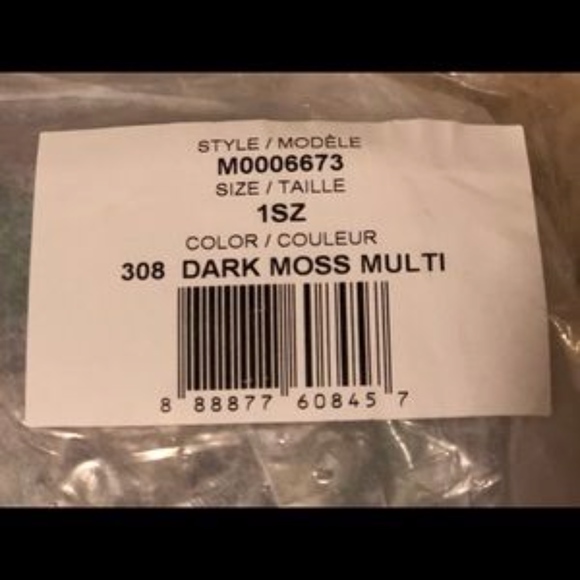 STYLE / MODÈLE
M0006673
SIZE / TAILLE
1SZ
COLOR / COULEUR
308 DARK MOSS MULTI
8 88877 60845 7